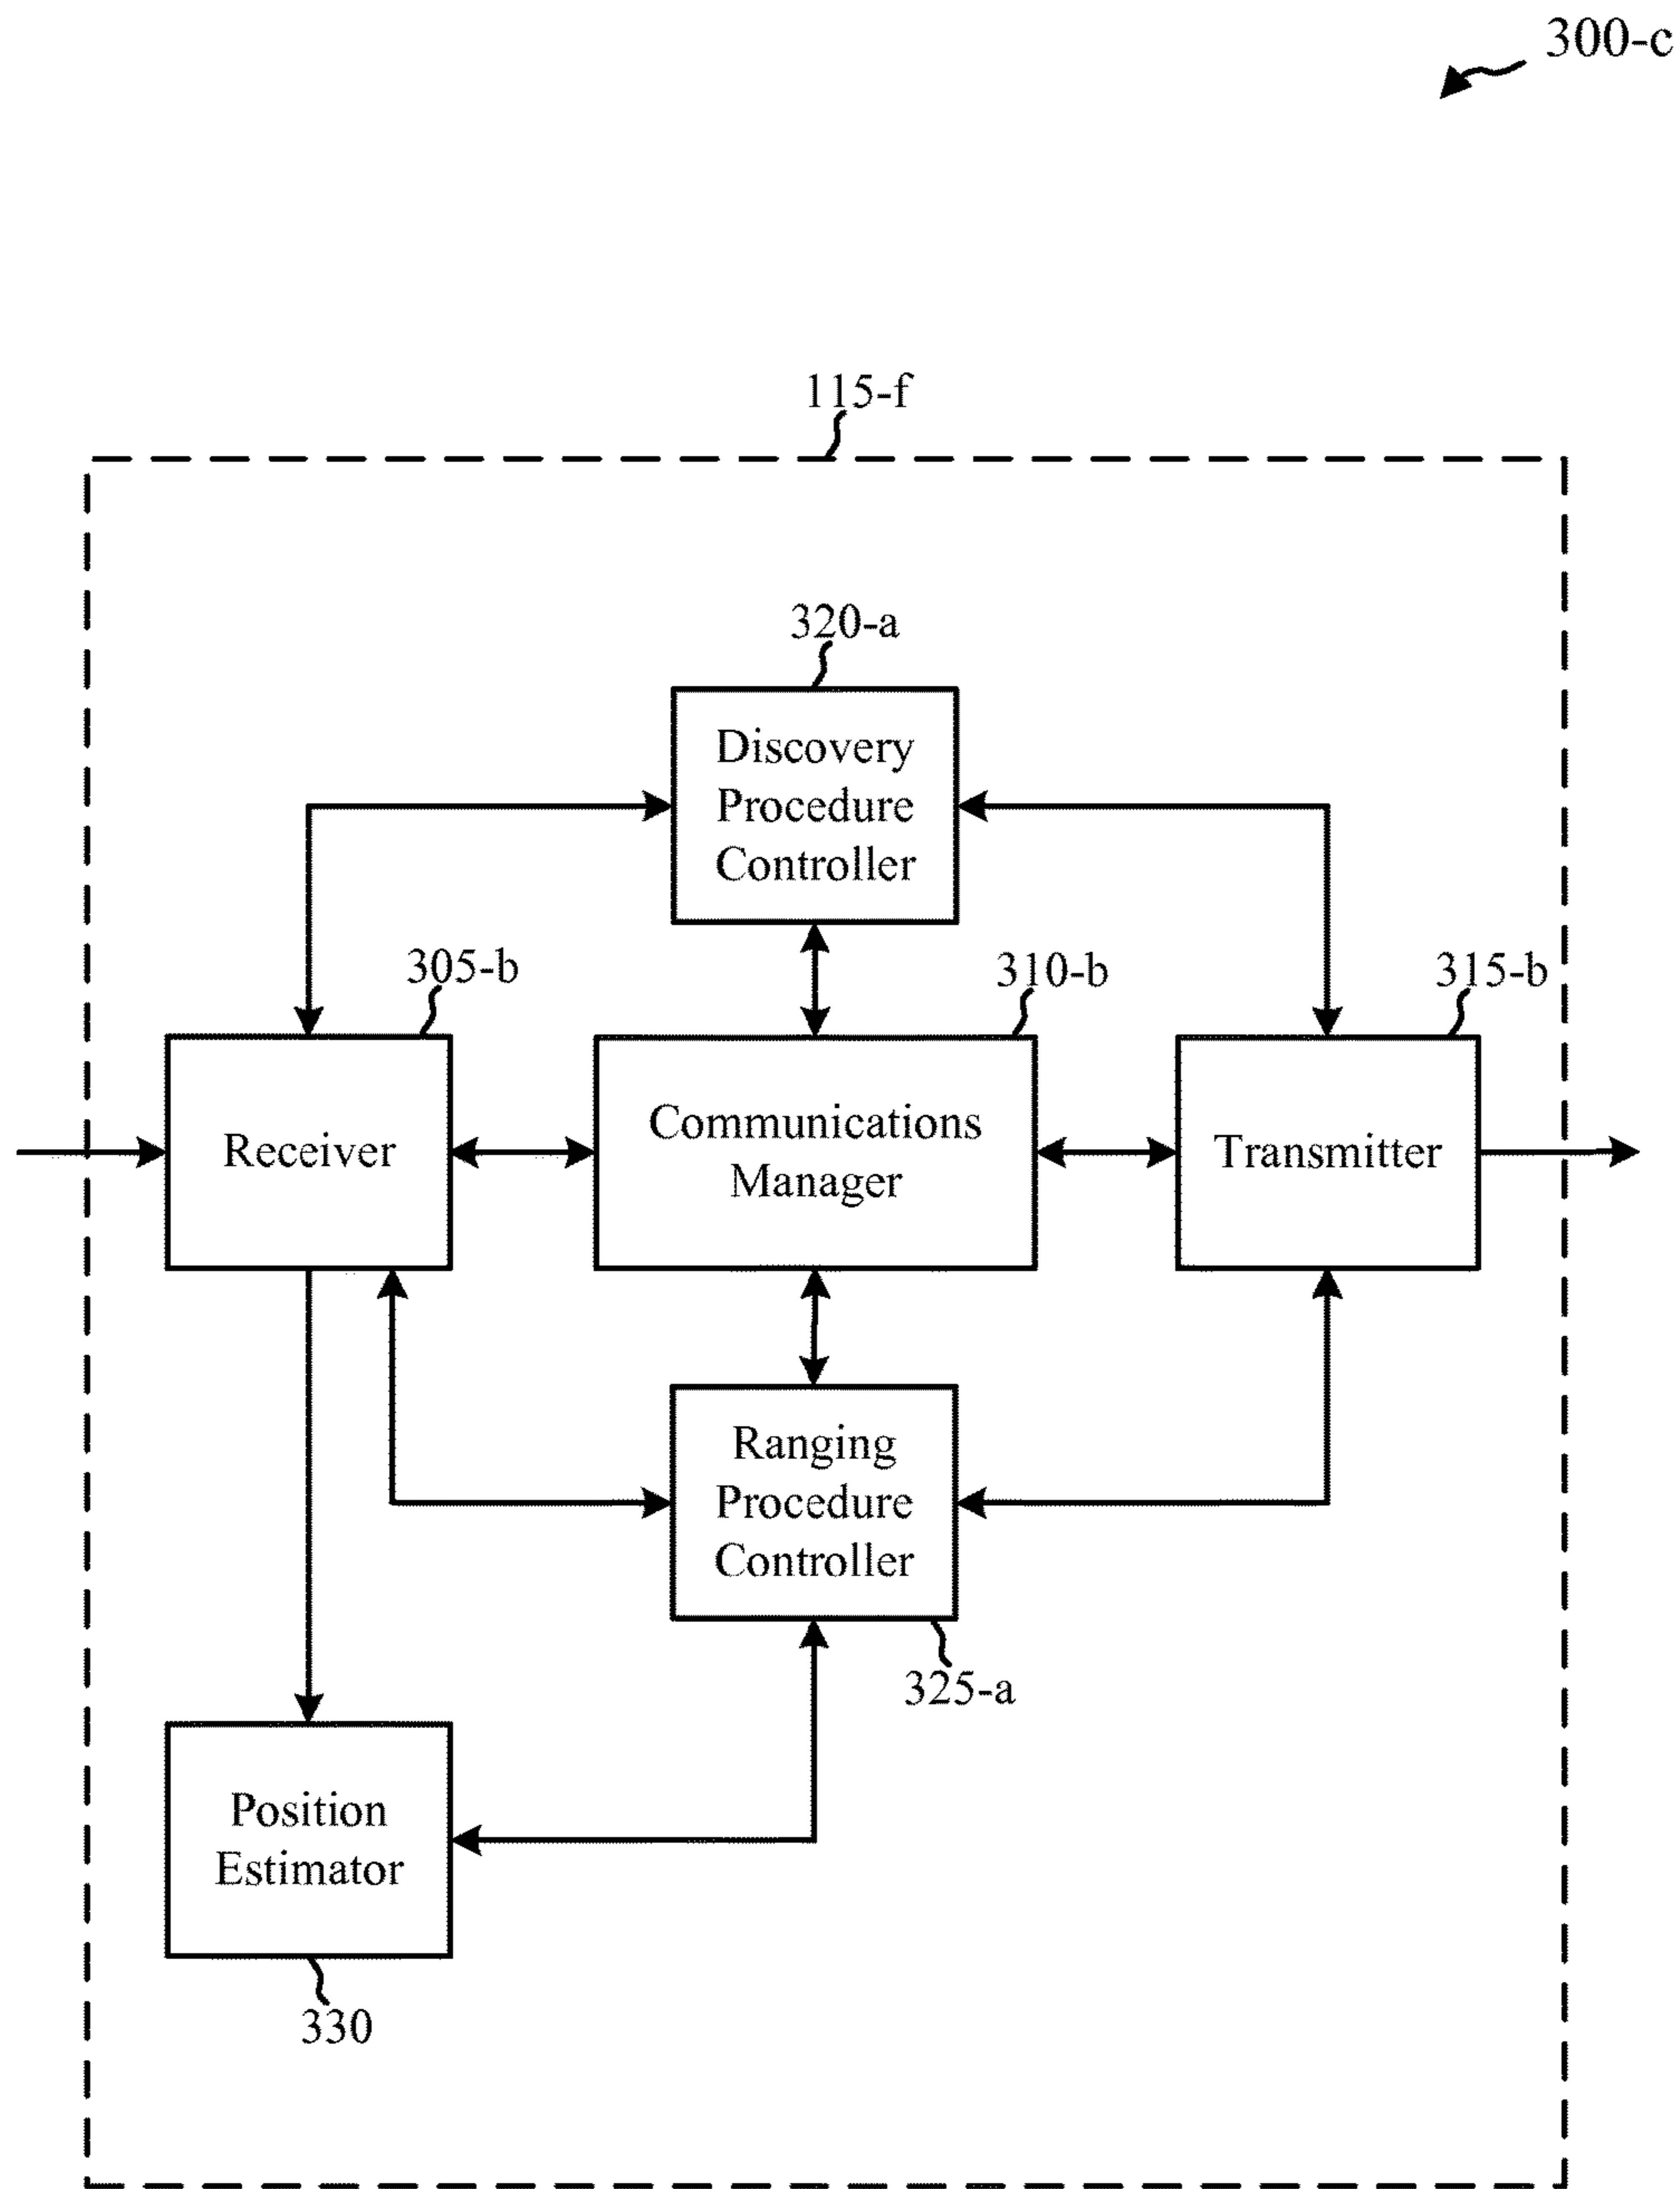 300-c
115-f
320-a
Discovery
Procedure
Controller
305-b
310-b
315-b
Receiver
Communications
Manager
Transmitter
Ranging
Procedure
Controller
325-a
Position
Estimator
330